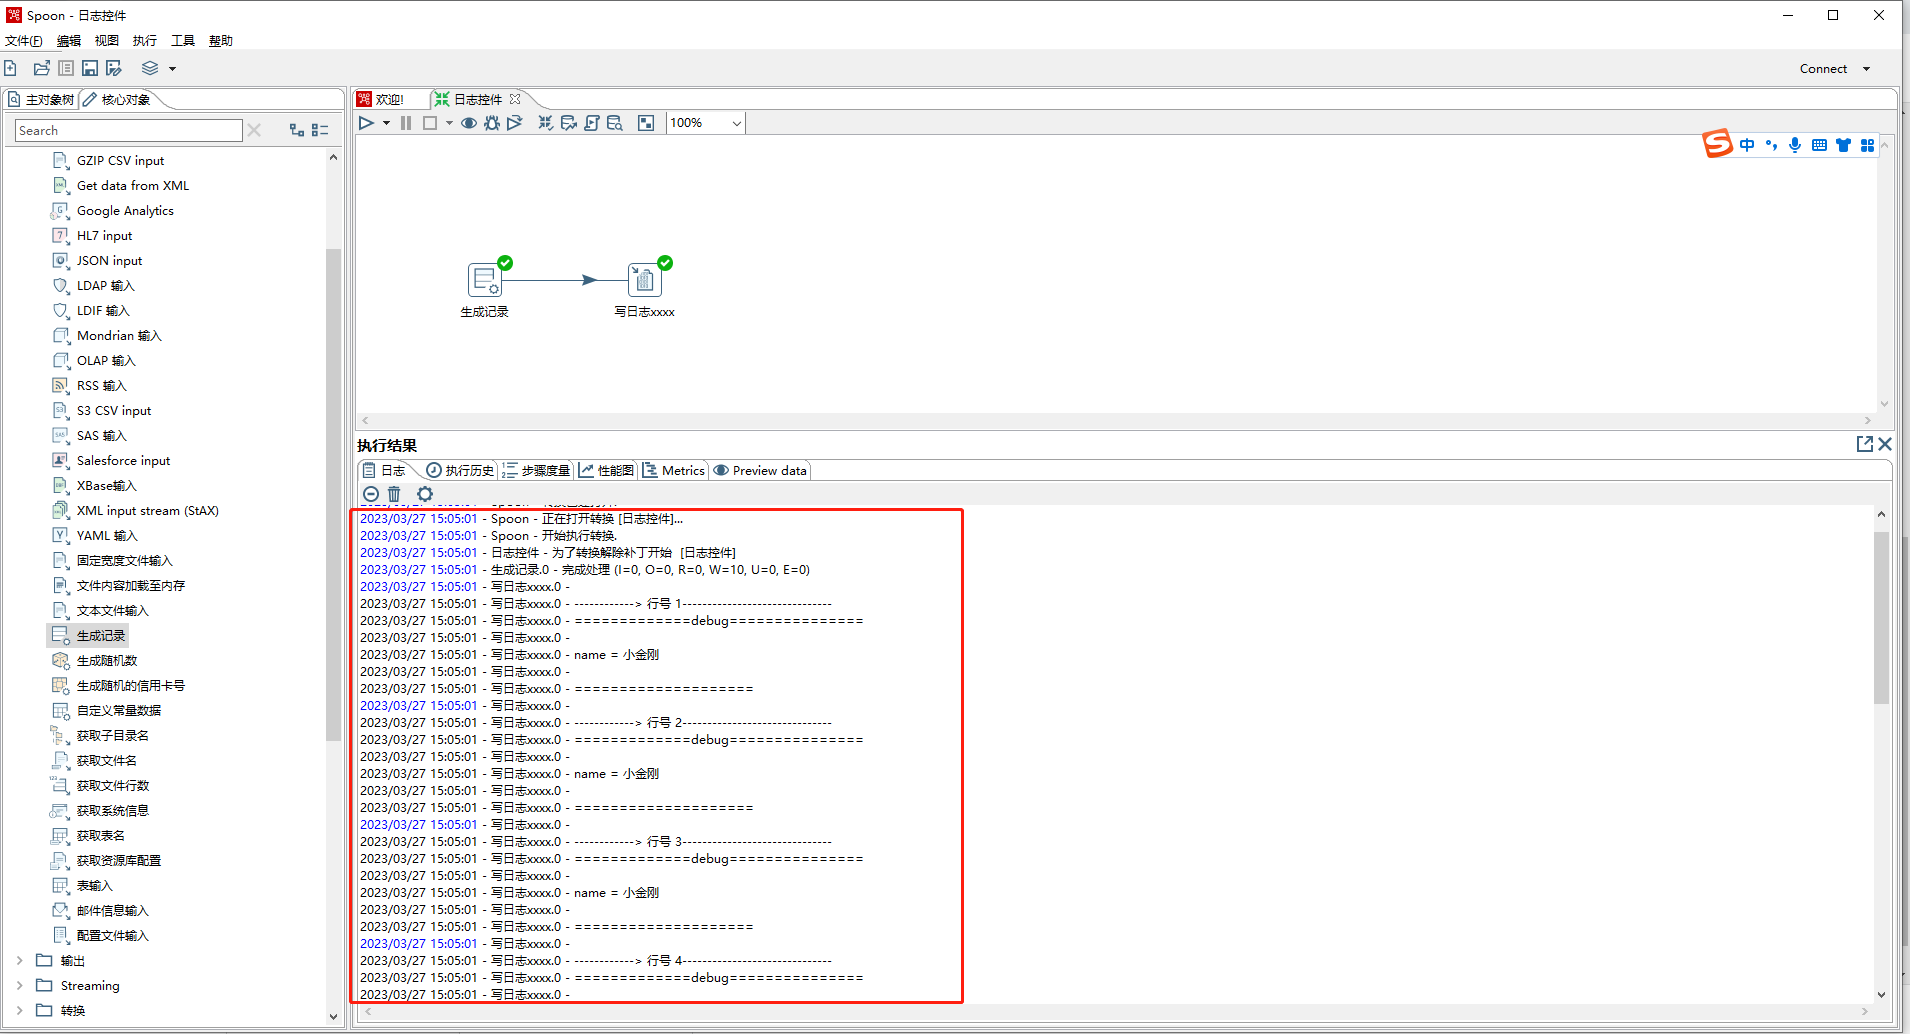 Spoon - 日志控件
文件(F) 编辑 视图 执行 工具 帮助
Connect
主对象树 核心对象
Search
GZIP CSV input
Get data from XML
Google Analytics
HL7 input
JSON input
LDAP 输入
LDIF 输入
Mondrian 输入
OLAP 输入
RSS 输入
S3 CSV input
SAS 输入
Salesforce input
XBase输入
XML input stream (StAX)
YAML 输入
固定宽度文件输入
文件内容加载至内存
文本文件输入
生成记录
生成随机数
生成随机的信用卡号
自定义常量数据
获取子目录名
获取文件名
获取文件行数
获取系统信息
获取表名
获取资源库配置
表输入
邮件信息输入
配置文件输入
输出
Streaming
转换
欢迎! 日志控件
100%
中
生成记录 写日志xxxx
执行结果
日志 执行历史 步骤度量 性能图 Metrics Preview data
2023/03/27 15:05:01 - Spoon - 正在打开转换 [日志控件]...
2023/03/27 15:05:01 - Spoon - 开始执行转换.
2023/03/27 15:05:01 - 日志控件 - 为了转换解除补丁开始  [日志控件]
2023/03/27 15:05:01 - 生成记录.0 - 完成处理 (I=0, O=0, R=0, W=10, U=0, E=0)
2023/03/27 15:05:01 - 写日志xxxx.0 -
2023/03/27 15:05:01 - 写日志xxxx.0 - ------------> 行号 1------------------------------
2023/03/27 15:05:01 - 写日志xxxx.0 - =============debug===============
2023/03/27 15:05:01 - 写日志xxxx.0 -
2023/03/27 15:05:01 - 写日志xxxx.0 - name = 小金刚
2023/03/27 15:05:01 - 写日志xxxx.0 -
2023/03/27 15:05:01 - 写日志xxxx.0 - ====================
2023/03/27 15:05:01 - 写日志xxxx.0 -
2023/03/27 15:05:01 - 写日志xxxx.0 - ------------> 行号 2------------------------------
2023/03/27 15:05:01 - 写日志xxxx.0 - =============debug===============
2023/03/27 15:05:01 - 写日志xxxx.0 -
2023/03/27 15:05:01 - 写日志xxxx.0 - name = 小金刚
2023/03/27 15:05:01 - 写日志xxxx.0 -
2023/03/27 15:05:01 - 写日志xxxx.0 - ====================
2023/03/27 15:05:01 - 写日志xxxx.0 -
2023/03/27 15:05:01 - 写日志xxxx.0 - ------------> 行号 3------------------------------
2023/03/27 15:05:01 - 写日志xxxx.0 - =============debug===============
2023/03/27 15:05:01 - 写日志xxxx.0 -
2023/03/27 15:05:01 - 写日志xxxx.0 - name = 小金刚
2023/03/27 15:05:01 - 写日志xxxx.0 -
2023/03/27 15:05:01 - 写日志xxxx.0 - ====================
2023/03/27 15:05:01 - 写日志xxxx.0 -
2023/03/27 15:05:01 - 写日志xxxx.0 - ------------> 行号 4------------------------------
2023/03/27 15:05:01 - 写日志xxxx.0 - =============debug===============
2023/03/27 15:05:01 - 写日志xxxx.0 -